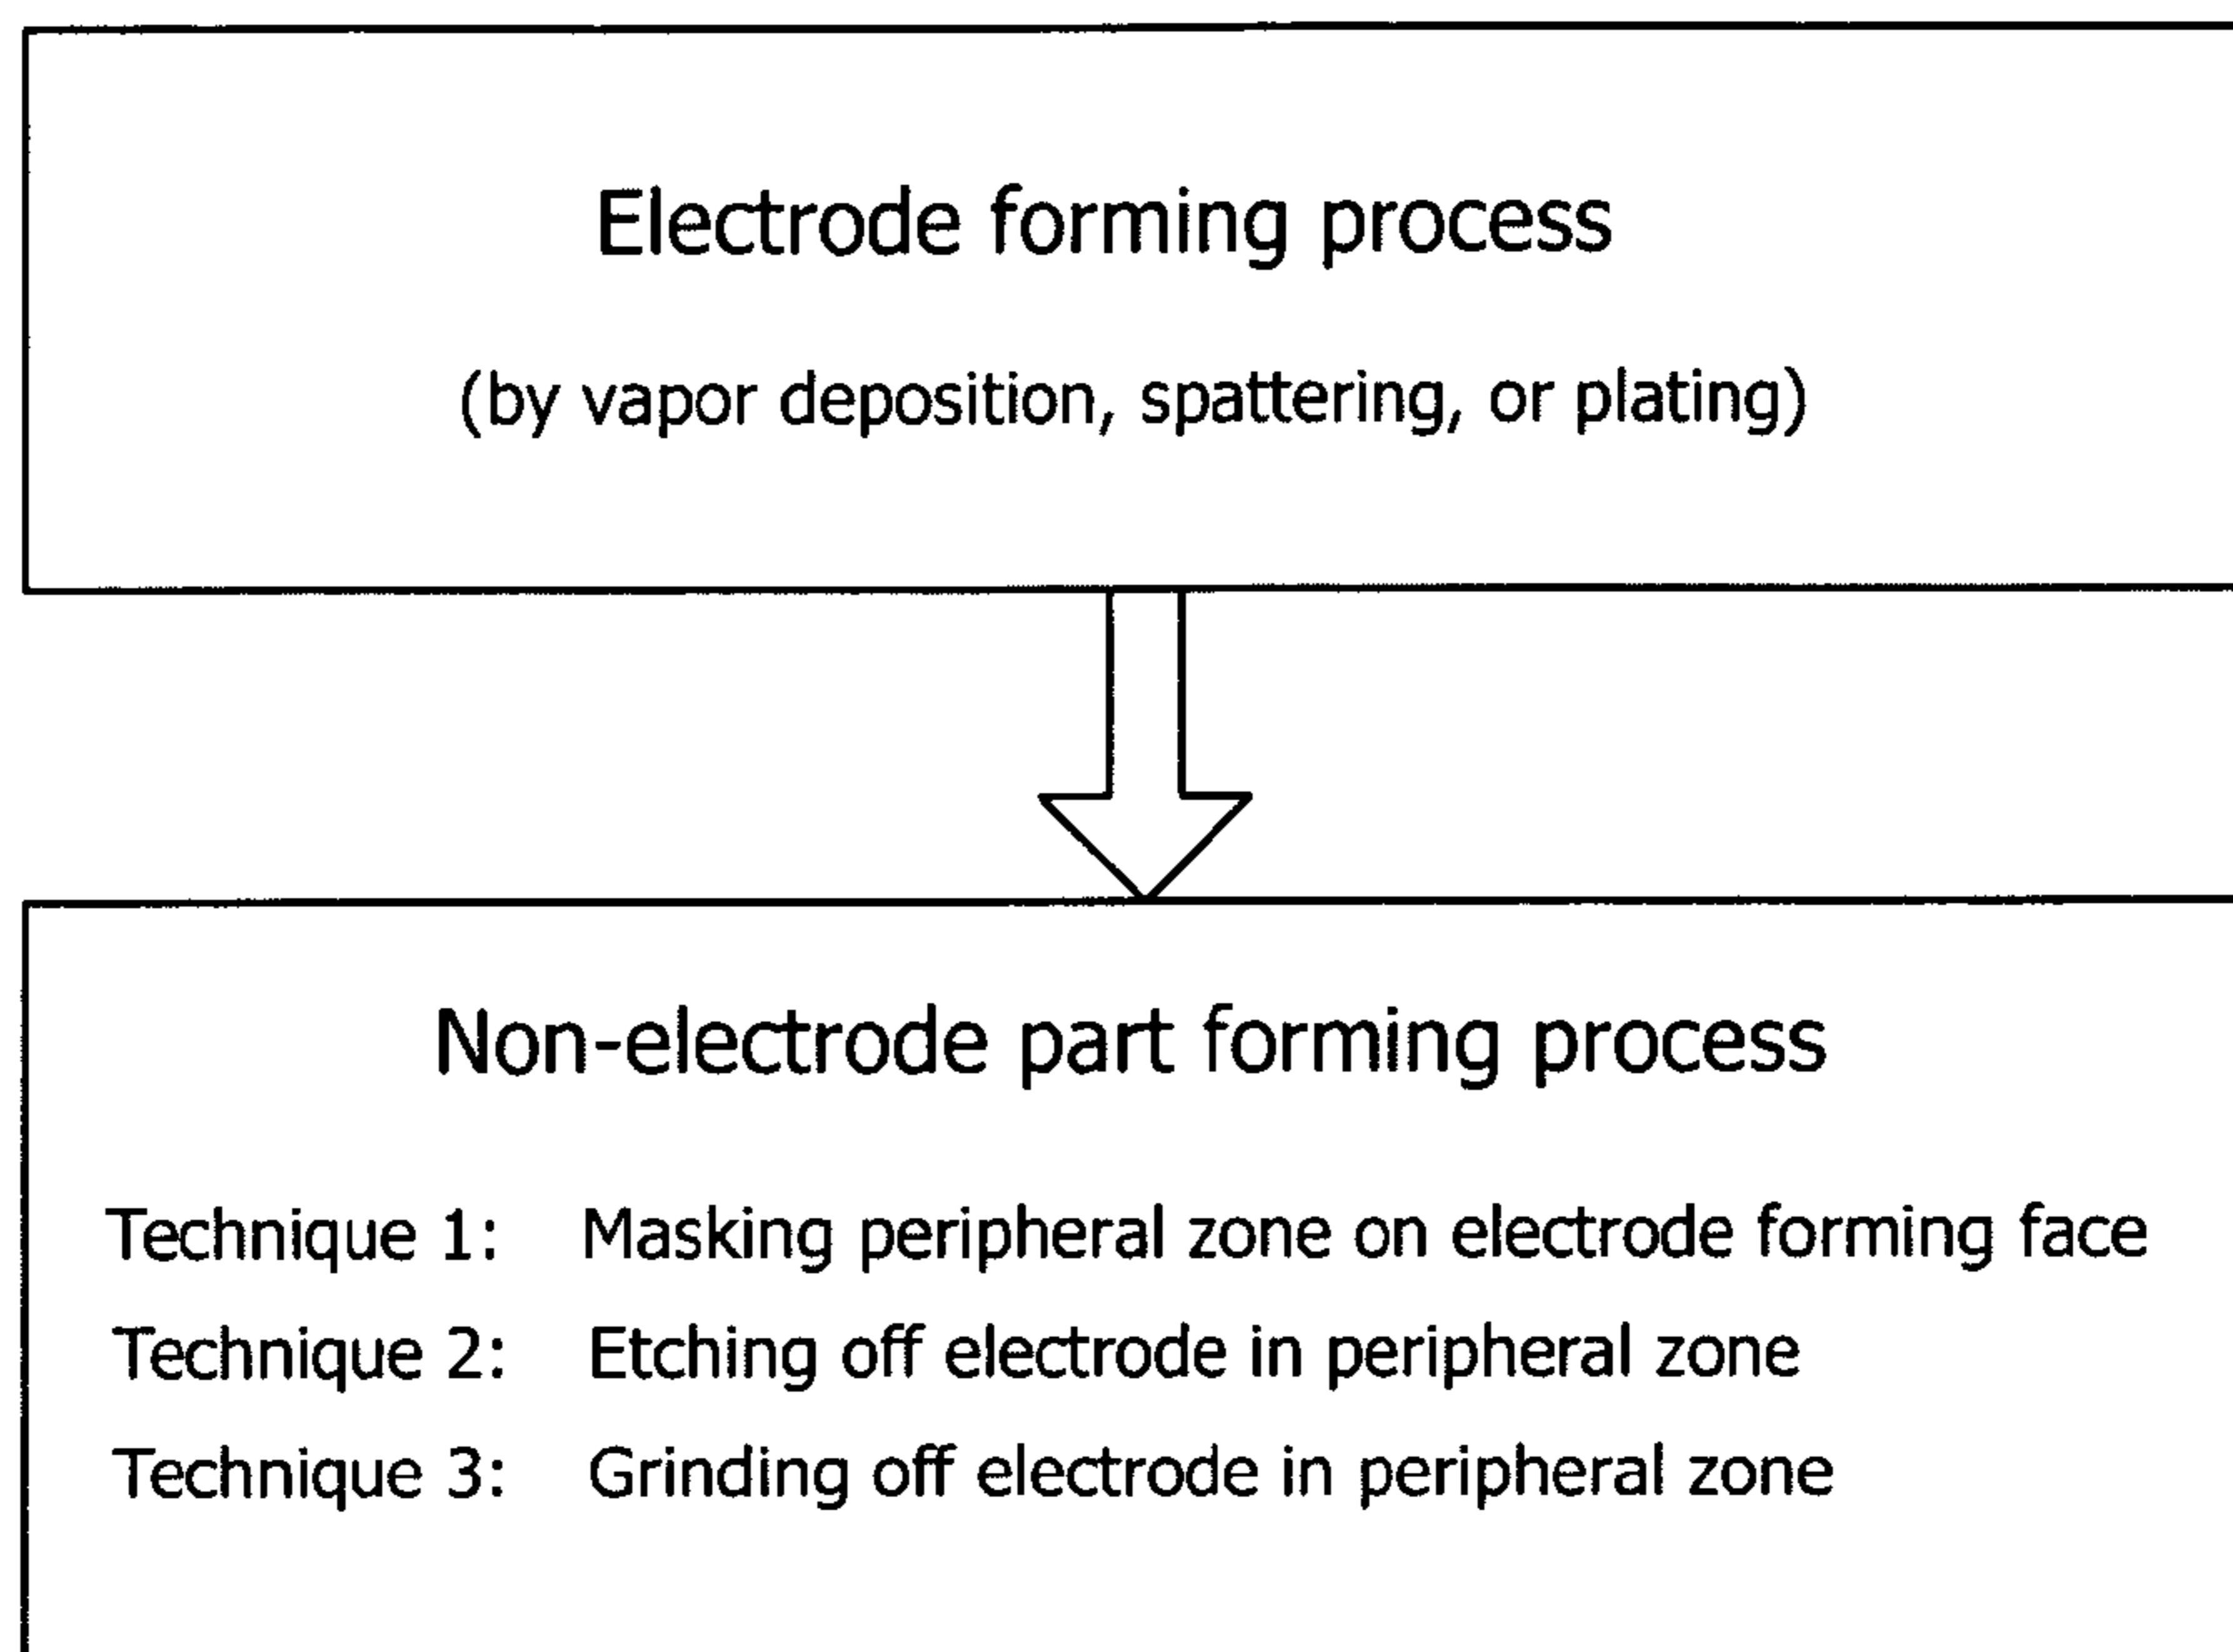 Electrode forming process
(by vapor deposition, spattering, or plating)
Non-electrode part forming process
Technique 1: Masking peripheral zone on electrode forming face
Technique 2: Etching off electrode in peripheral zone
Technique 3: Grinding off electrode in peripheral zone